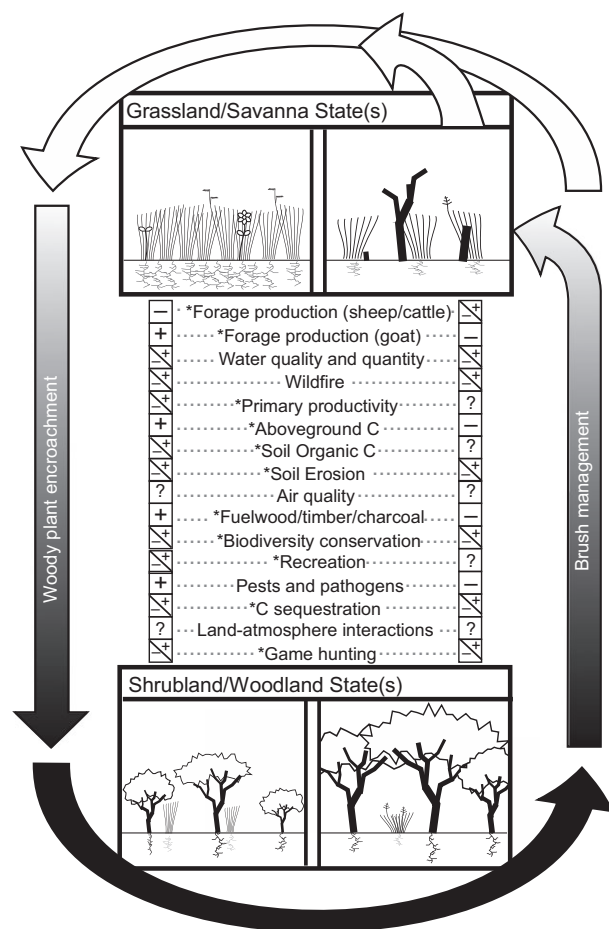 Grassland/Savanna State(s)
Woody plant encroachment
− *Forage production (sheep/cattle) −/+
+ *Forage production (goat) −
−/+ Water quality and quantity −/+
−/+ Wildfire −/+
−/+ *Primary productivity ?
+ *Aboveground C −
−/+ *Soil Organic C ?
−/+ *Soil Erosion −/+
? Air quality ?
+ *Fuelwood/timber/charcoal −
−/+ *Biodiversity conservation −/+
−/+ *Recreation ?
+ Pests and pathogens −
−/+ *C sequestration −/+
? Land-atmosphere interactions ?
−/+ *Game hunting −/+
Brush management
Shrubland/Woodland State(s)